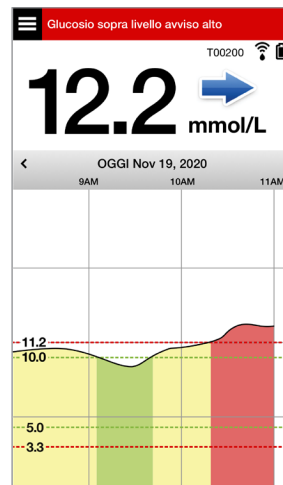 Glucosio sopra livello avviso alto
T00200
12.2
mmol/L
OGGI Nov 19, 2020
9AM 10AM 11AM
11.2
10.0
5.0
3.3